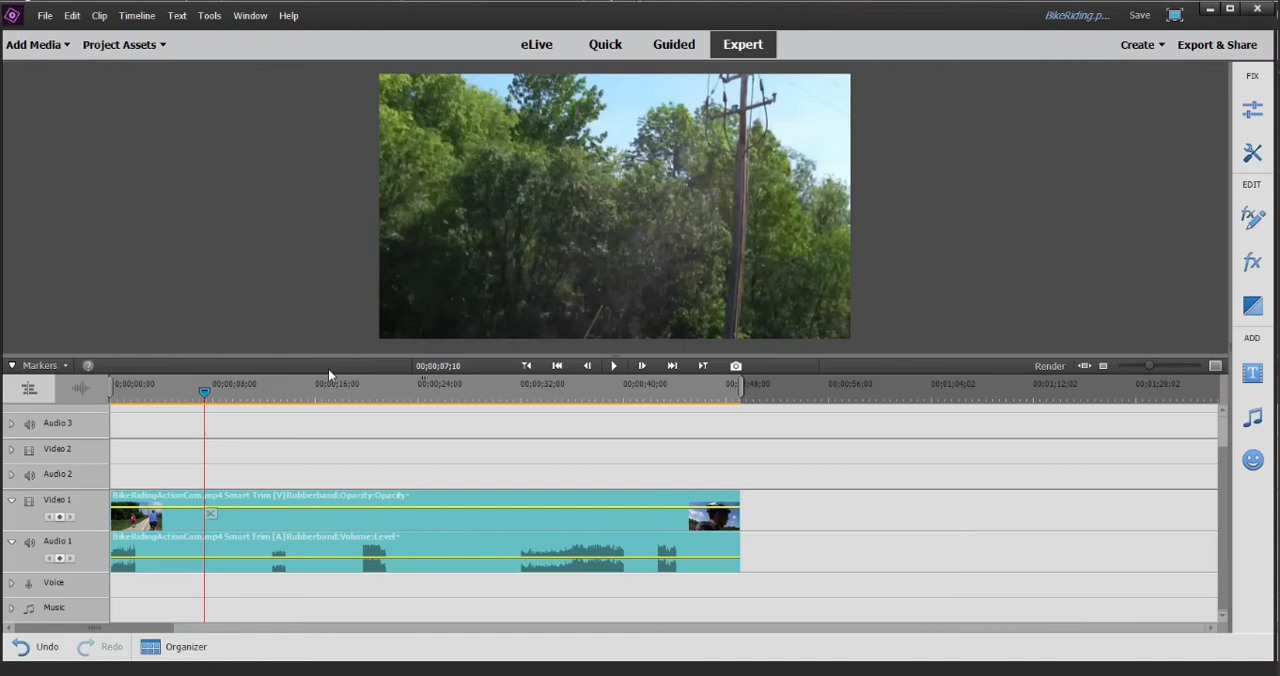 File Edit Clip Timeline Text Tools Window Help
BikeRiding.p... Save
Add Media Project Assets
eLive Quick Guided Expert
Create Export & Share
FIX
EDIT
fx
fx
ADD
T
Markers ? 00;00;07;10 Render
;00;00;00 00;00;08;00 00;00;16;00 00;00;24;00 00;00;32;00 00;00;40;00 00;00;48;00 00;00;56;00 00;01;04;02 00;01;12;02 00;01;20;02
Audio 3
Video 2
Audio 2
Video 1
BikeRidingActionCam.mp4 Smart Trim [V]Rubberband:Opacity:Opacity
Audio 1
BikeRidingActionCam.mp4 Smart Trim [A]Rubberband:Volume:Level
Voice
Music
Undo Redo Organizer